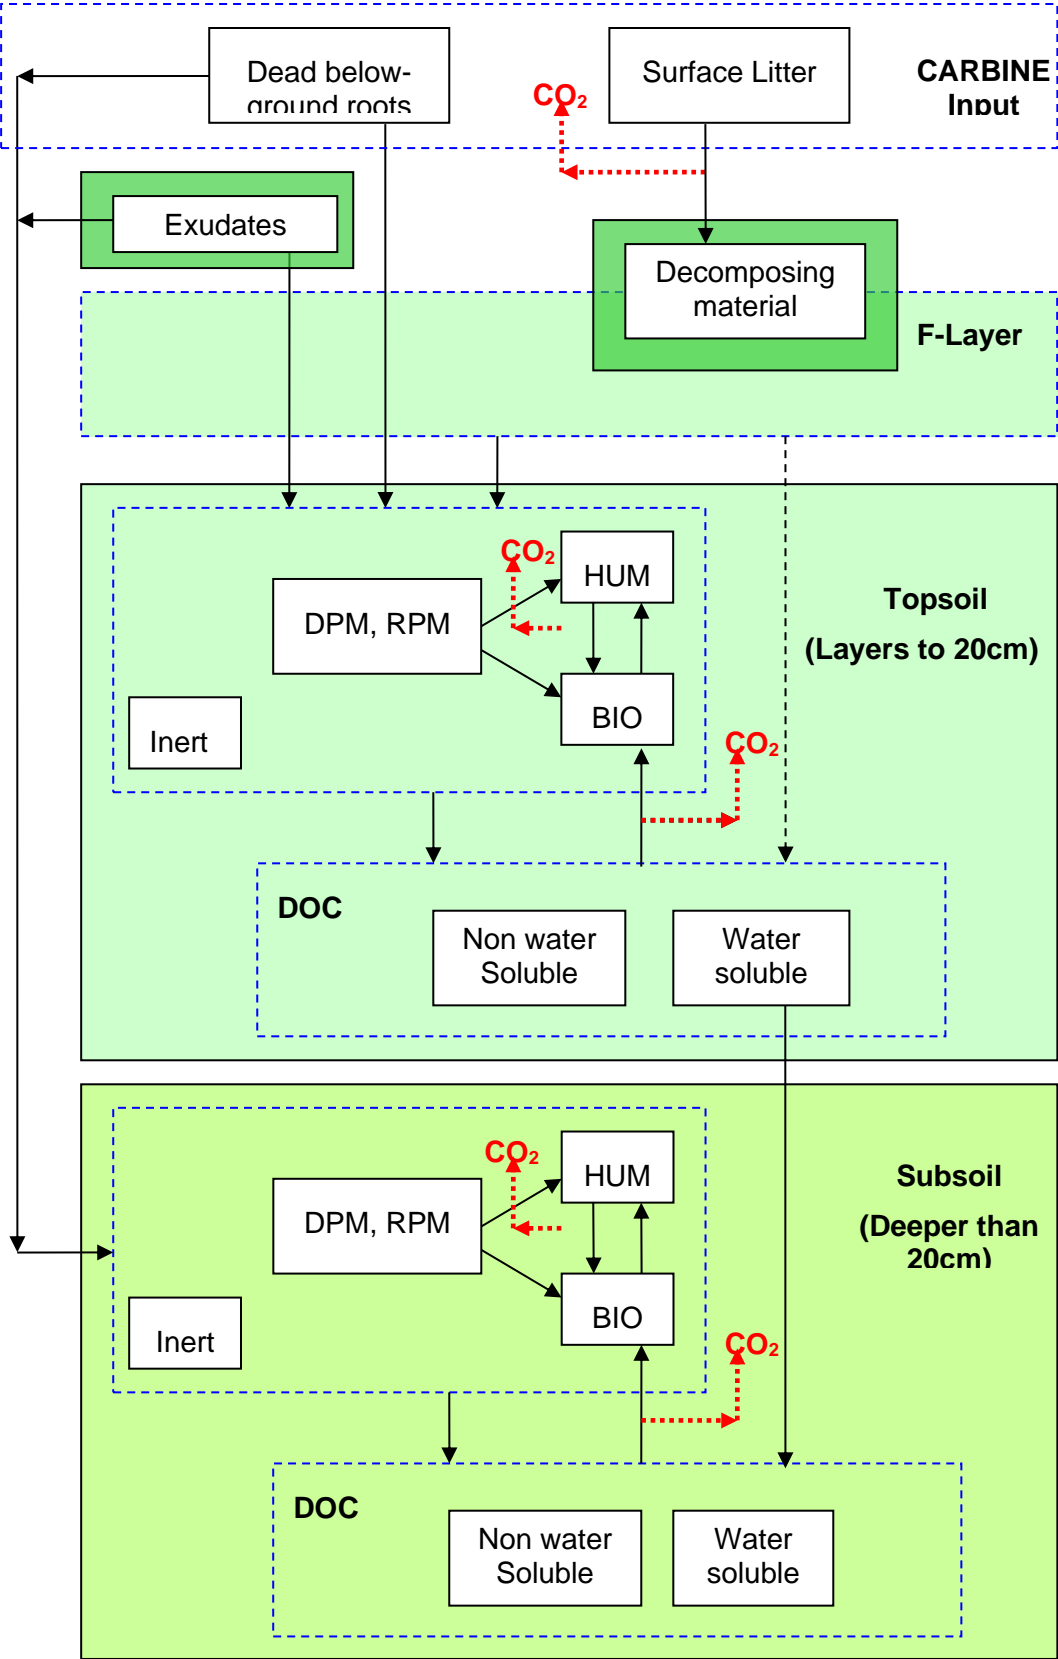 Dead below-
ground roots
Surface Litter
CARBINE
Input
CO₂
Exudates
Decomposing
material
F-Layer
CO₂
HUM
DPM, RPM
Topsoil
(Layers to 20cm)
BIO
Inert
CO₂
DOC
Non water
Soluble
Water
soluble
CO₂
HUM
DPM, RPM
Subsoil
(Deeper than
20cm)
BIO
Inert
CO₂
DOC
Non water
Soluble
Water
soluble